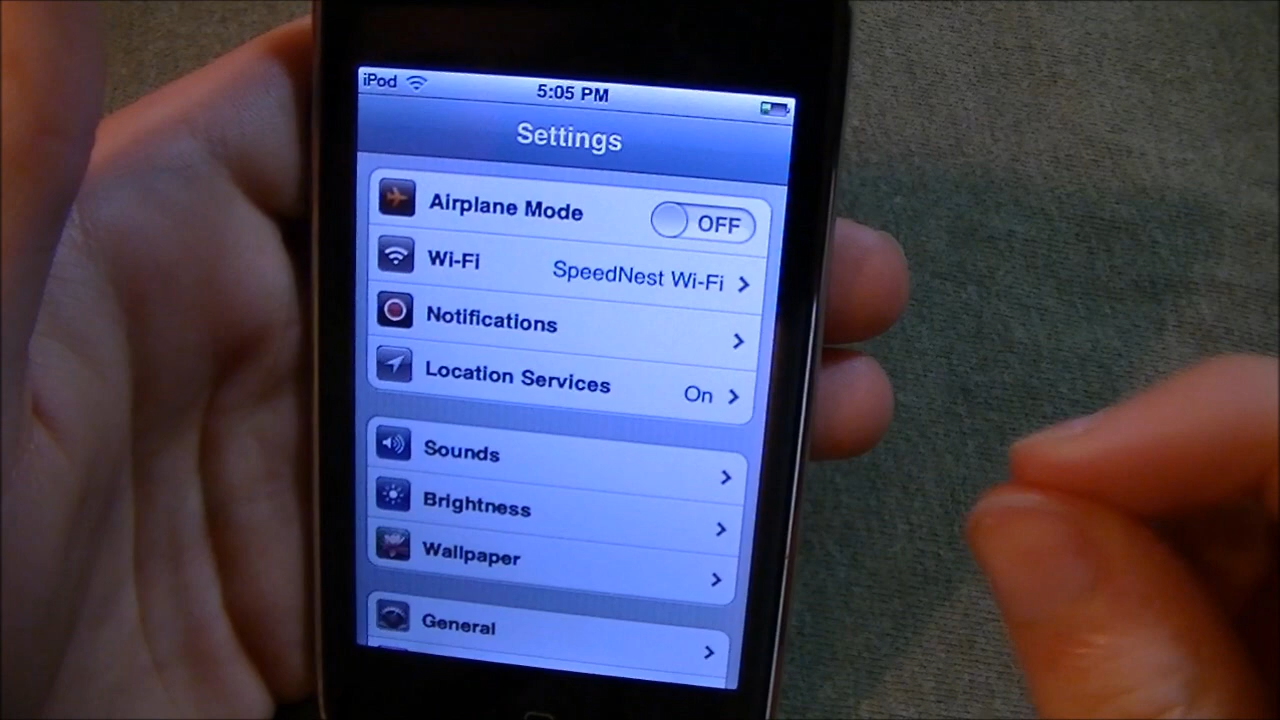 iPod 5:05 PM
Settings
Airplane Mode OFF
Wi-Fi SpeedNest Wi-Fi
Notifications
Location Services On
Sounds
Brightness
Wallpaper
General